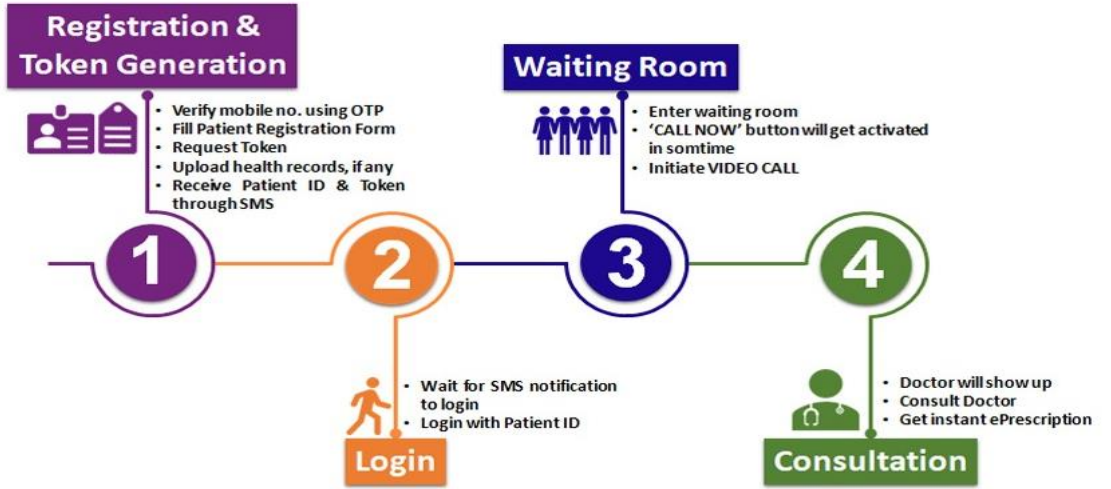 Registration &
Token Generation
• Verify mobile no. using OTP
• Fill Patient Registration Form
• Request Token
• Upload health records, if any
• Receive Patient ID & Token
through SMS
1
2
• Wait for SMS notification
to login
• Login with Patient ID
Login
Waiting Room
• Enter waiting room
• ‘CALL NOW’ button will get activated
in somtime
• Initiate VIDEO CALL
3
4
• Doctor will show up
• Consult Doctor
• Get instant ePrescription
Consultation